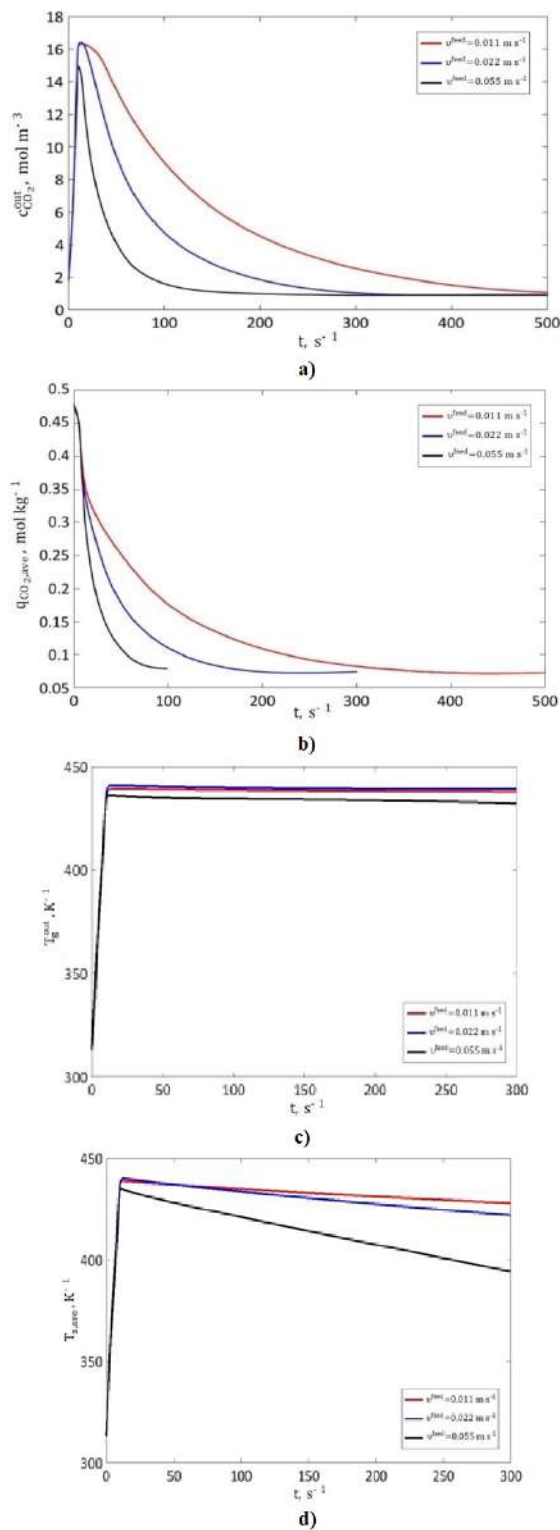 18
16
14
12
10
8
6
4
2
0
c^out_CO2, mol m⁻³
υ^feed=0.011 m s⁻¹
υ^feed=0.022 m s⁻¹
υ^feed=0.055 m s⁻¹
0 100 200 300 400 500
t, s⁻¹
a)
0.5
0.45
0.4
0.35
0.3
0.25
0.2
0.15
0.1
0.05
q_CO2,ave, mol kg⁻¹
υ^feed=0.011 m s⁻¹
υ^feed=0.022 m s⁻¹
υ^feed=0.055 m s⁻¹
0 100 200 300 400 500
t, s⁻¹
b)
450
400
350
300
T_g^out, K⁻¹
υ^feed=0.011 m s⁻¹
υ^feed=0.022 m s⁻¹
υ^feed=0.055 m s⁻¹
0 50 100 150 200 250 300
t, s⁻¹
c)
450
400
350
300
T_s,ave, K⁻¹
υ^feed=0.011 m s⁻¹
υ^feed=0.022 m s⁻¹
υ^feed=0.055 m s⁻¹
0 50 100 150 200 250 300
t, s⁻¹
d)